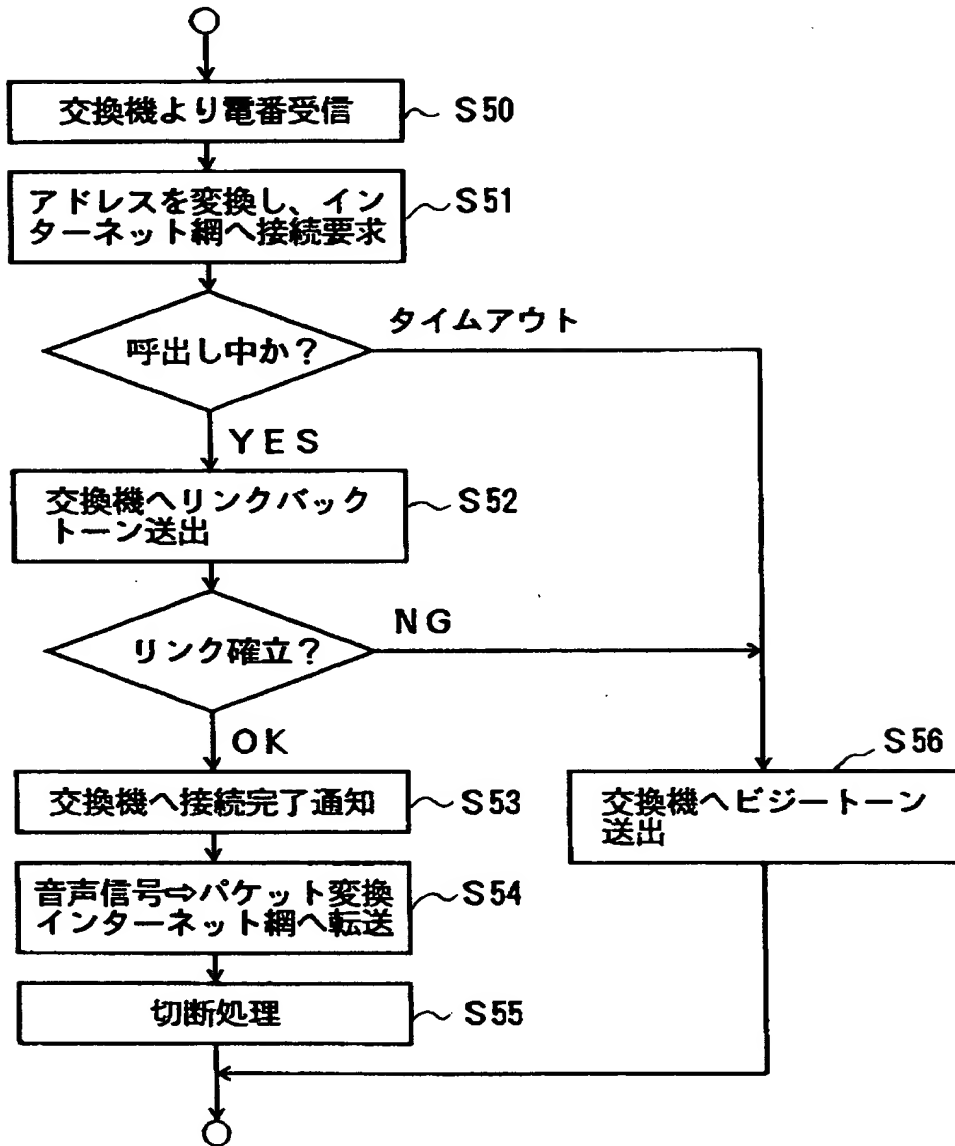 交換機より電番受信
S50
アドレスを変換し、イン
ターネット網へ接続要求
S51
呼出し中か？
タイムアウト
YES
交換機へリンクバック
トーン送出
S52
リンク確立？
NG
OK
交換機へ接続完了通知
S53
S56
交換機へビジートーン
送出
音声信号⇨パケット変換
インターネット網へ転送
S54
切断処理
S55